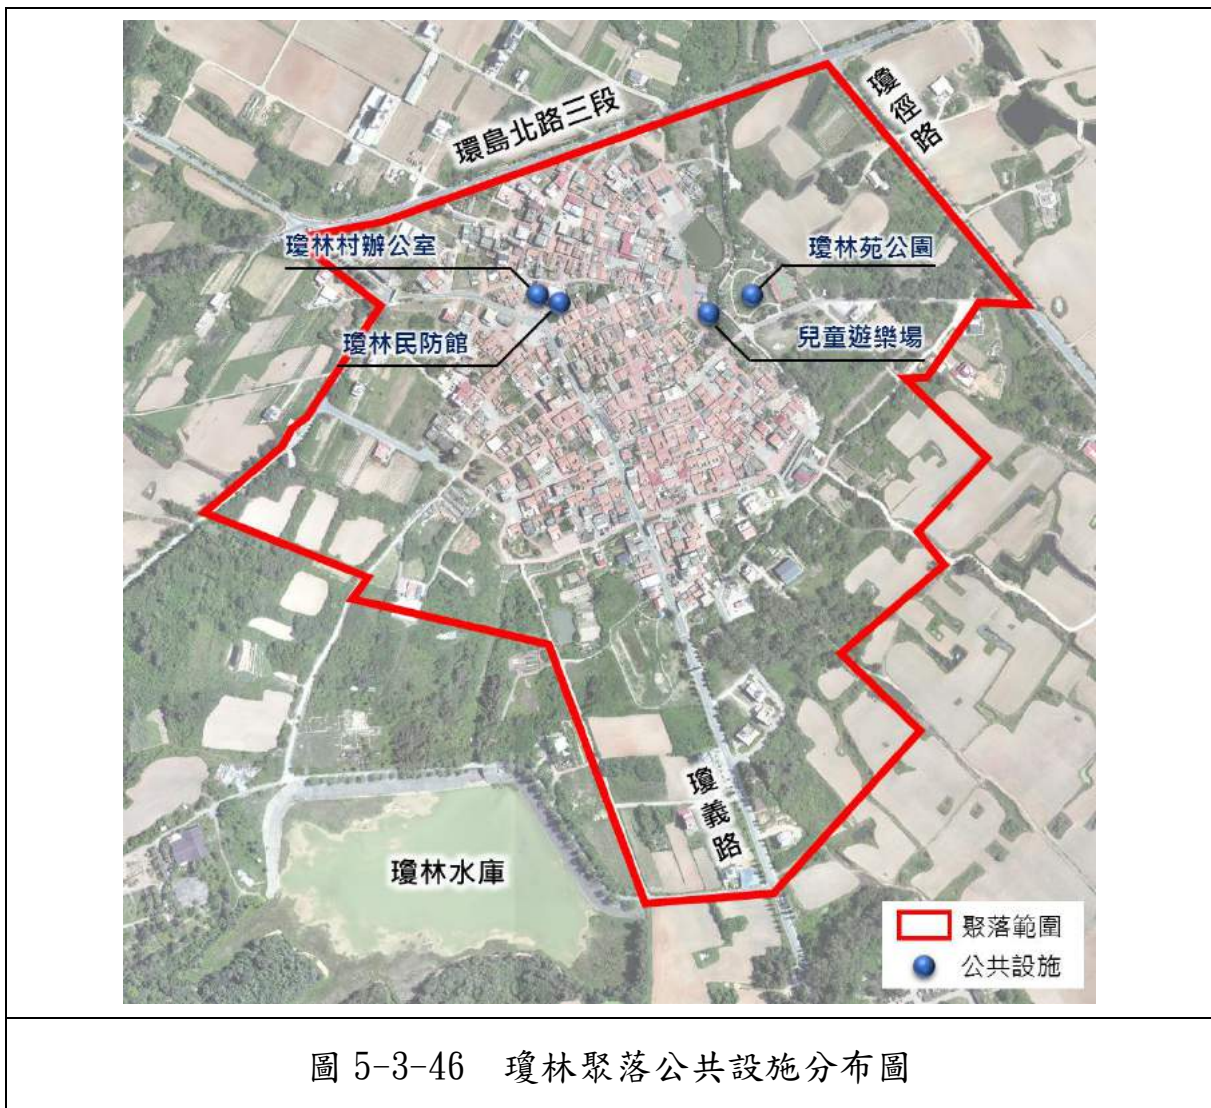 環島北路三段
瓊徑路
瓊林村辦公室
瓊林苑公園
瓊林民防館
兒童遊樂場
瓊義路
瓊林水庫
聚落範圍
公共設施
圖 5-3-46 瓊林聚落公共設施分布圖